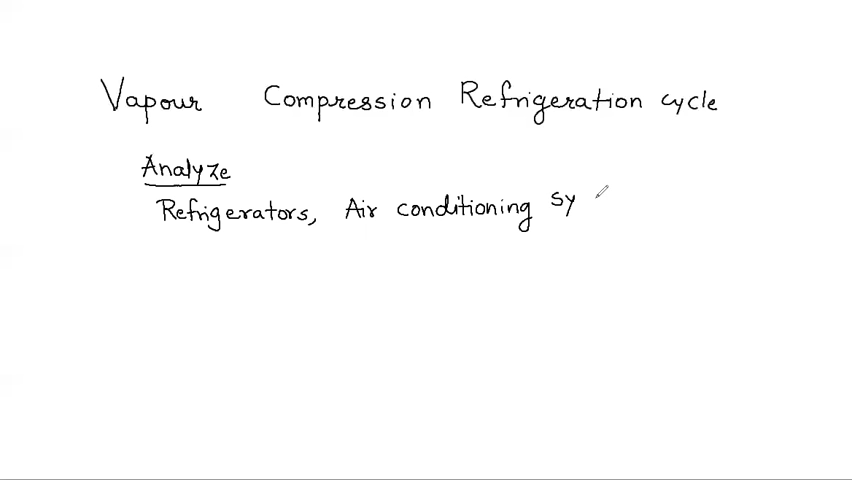 Vapour Compression Refrigeration cycle
Analyze
Refrigerators, Air conditioning sy